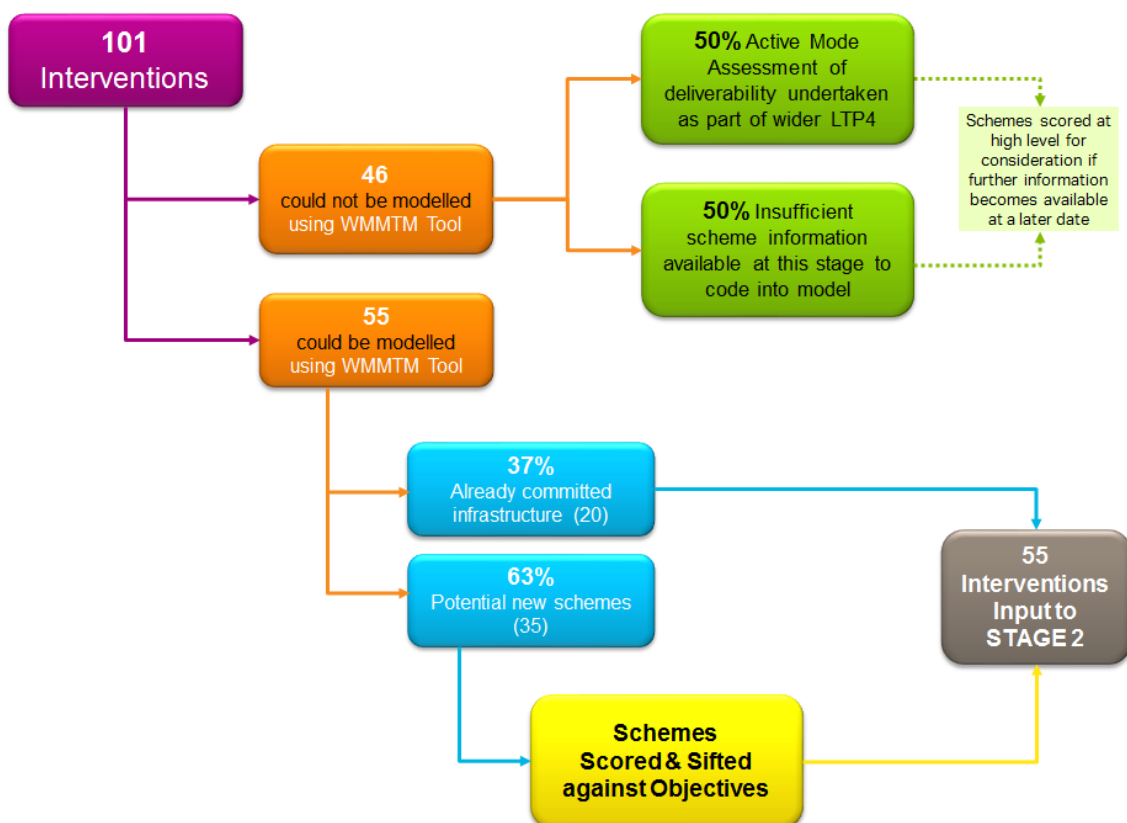 101
Interventions
50% Active Mode
Assessment of
deliverability undertaken
as part of wider LTP4
Schemes scored at
high level for
consideration if
further information
becomes available
at a later date
46
could not be modelled
using WMMTM Tool
50% Insufficient
scheme information
available at this stage to
code into model
55
could be modelled
using WMMTM Tool
37%
Already committed
infrastructure (20)
63%
Potential new schemes
(35)
55
Interventions
Input to
STAGE 2
Schemes
Scored & Sifted
against Objectives